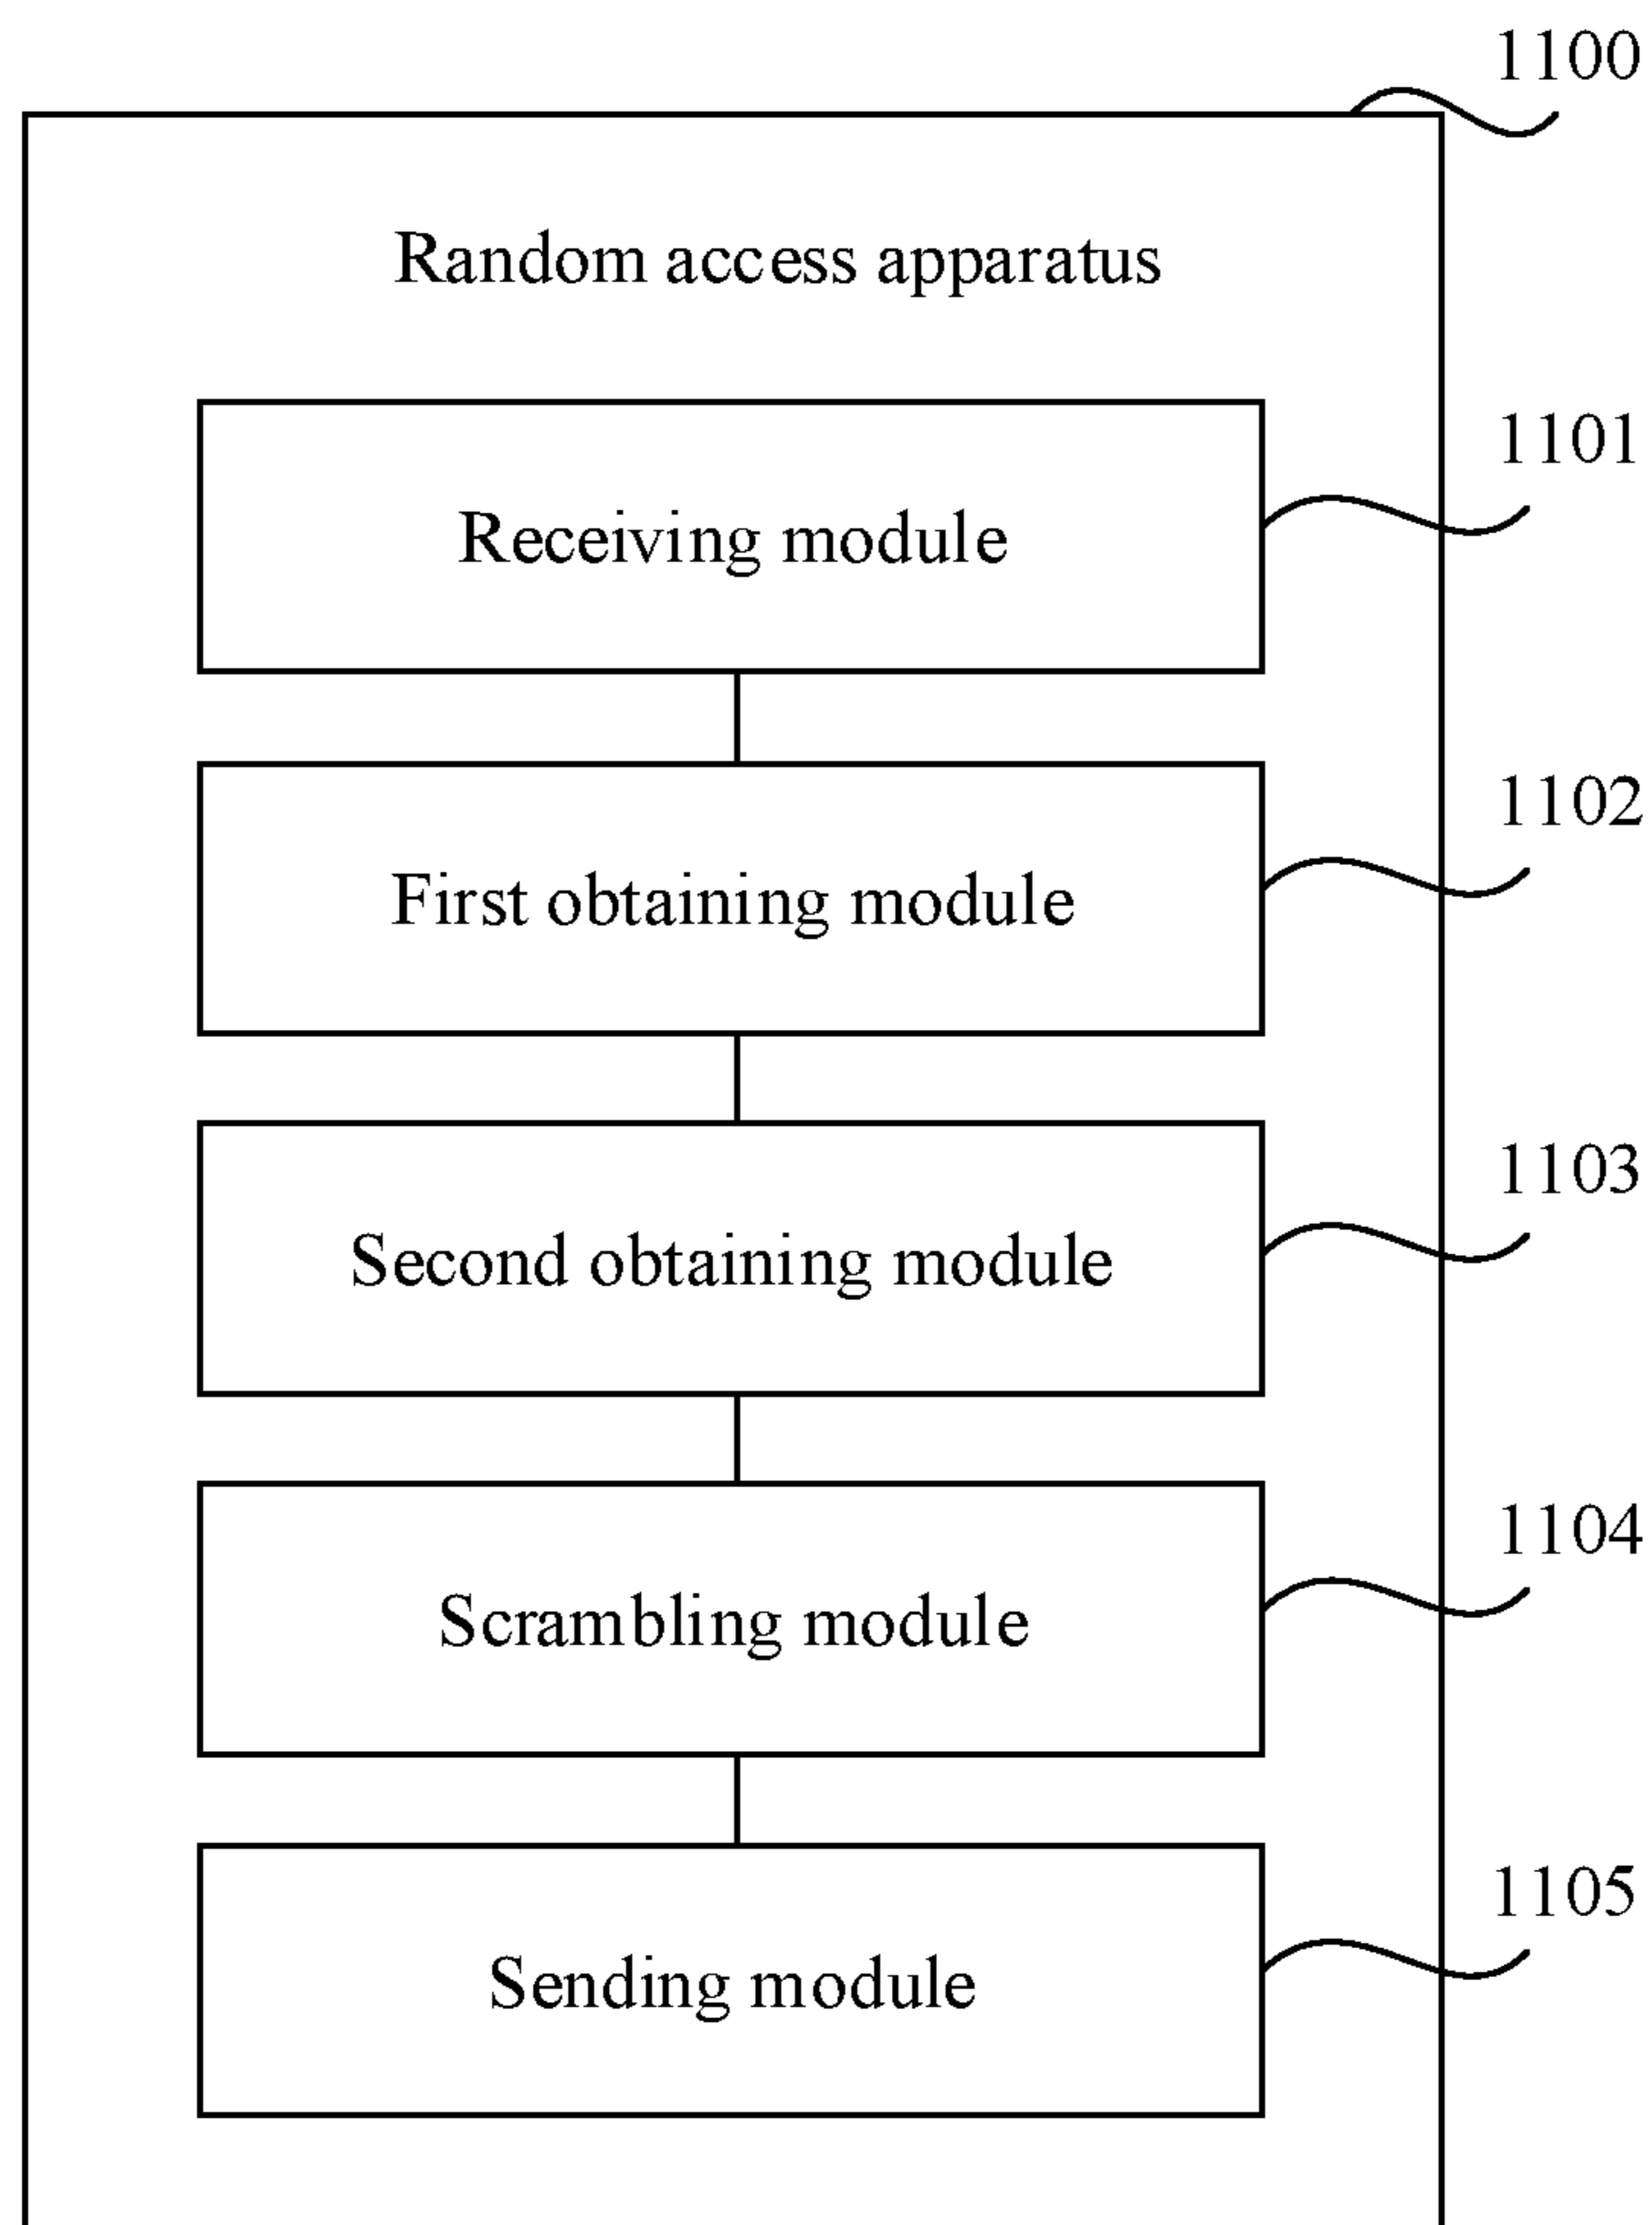 1100
Random access apparatus
1101
Receiving module
1102
First obtaining module
1103
Second obtaining module
1104
Scrambling module
1105
Sending module